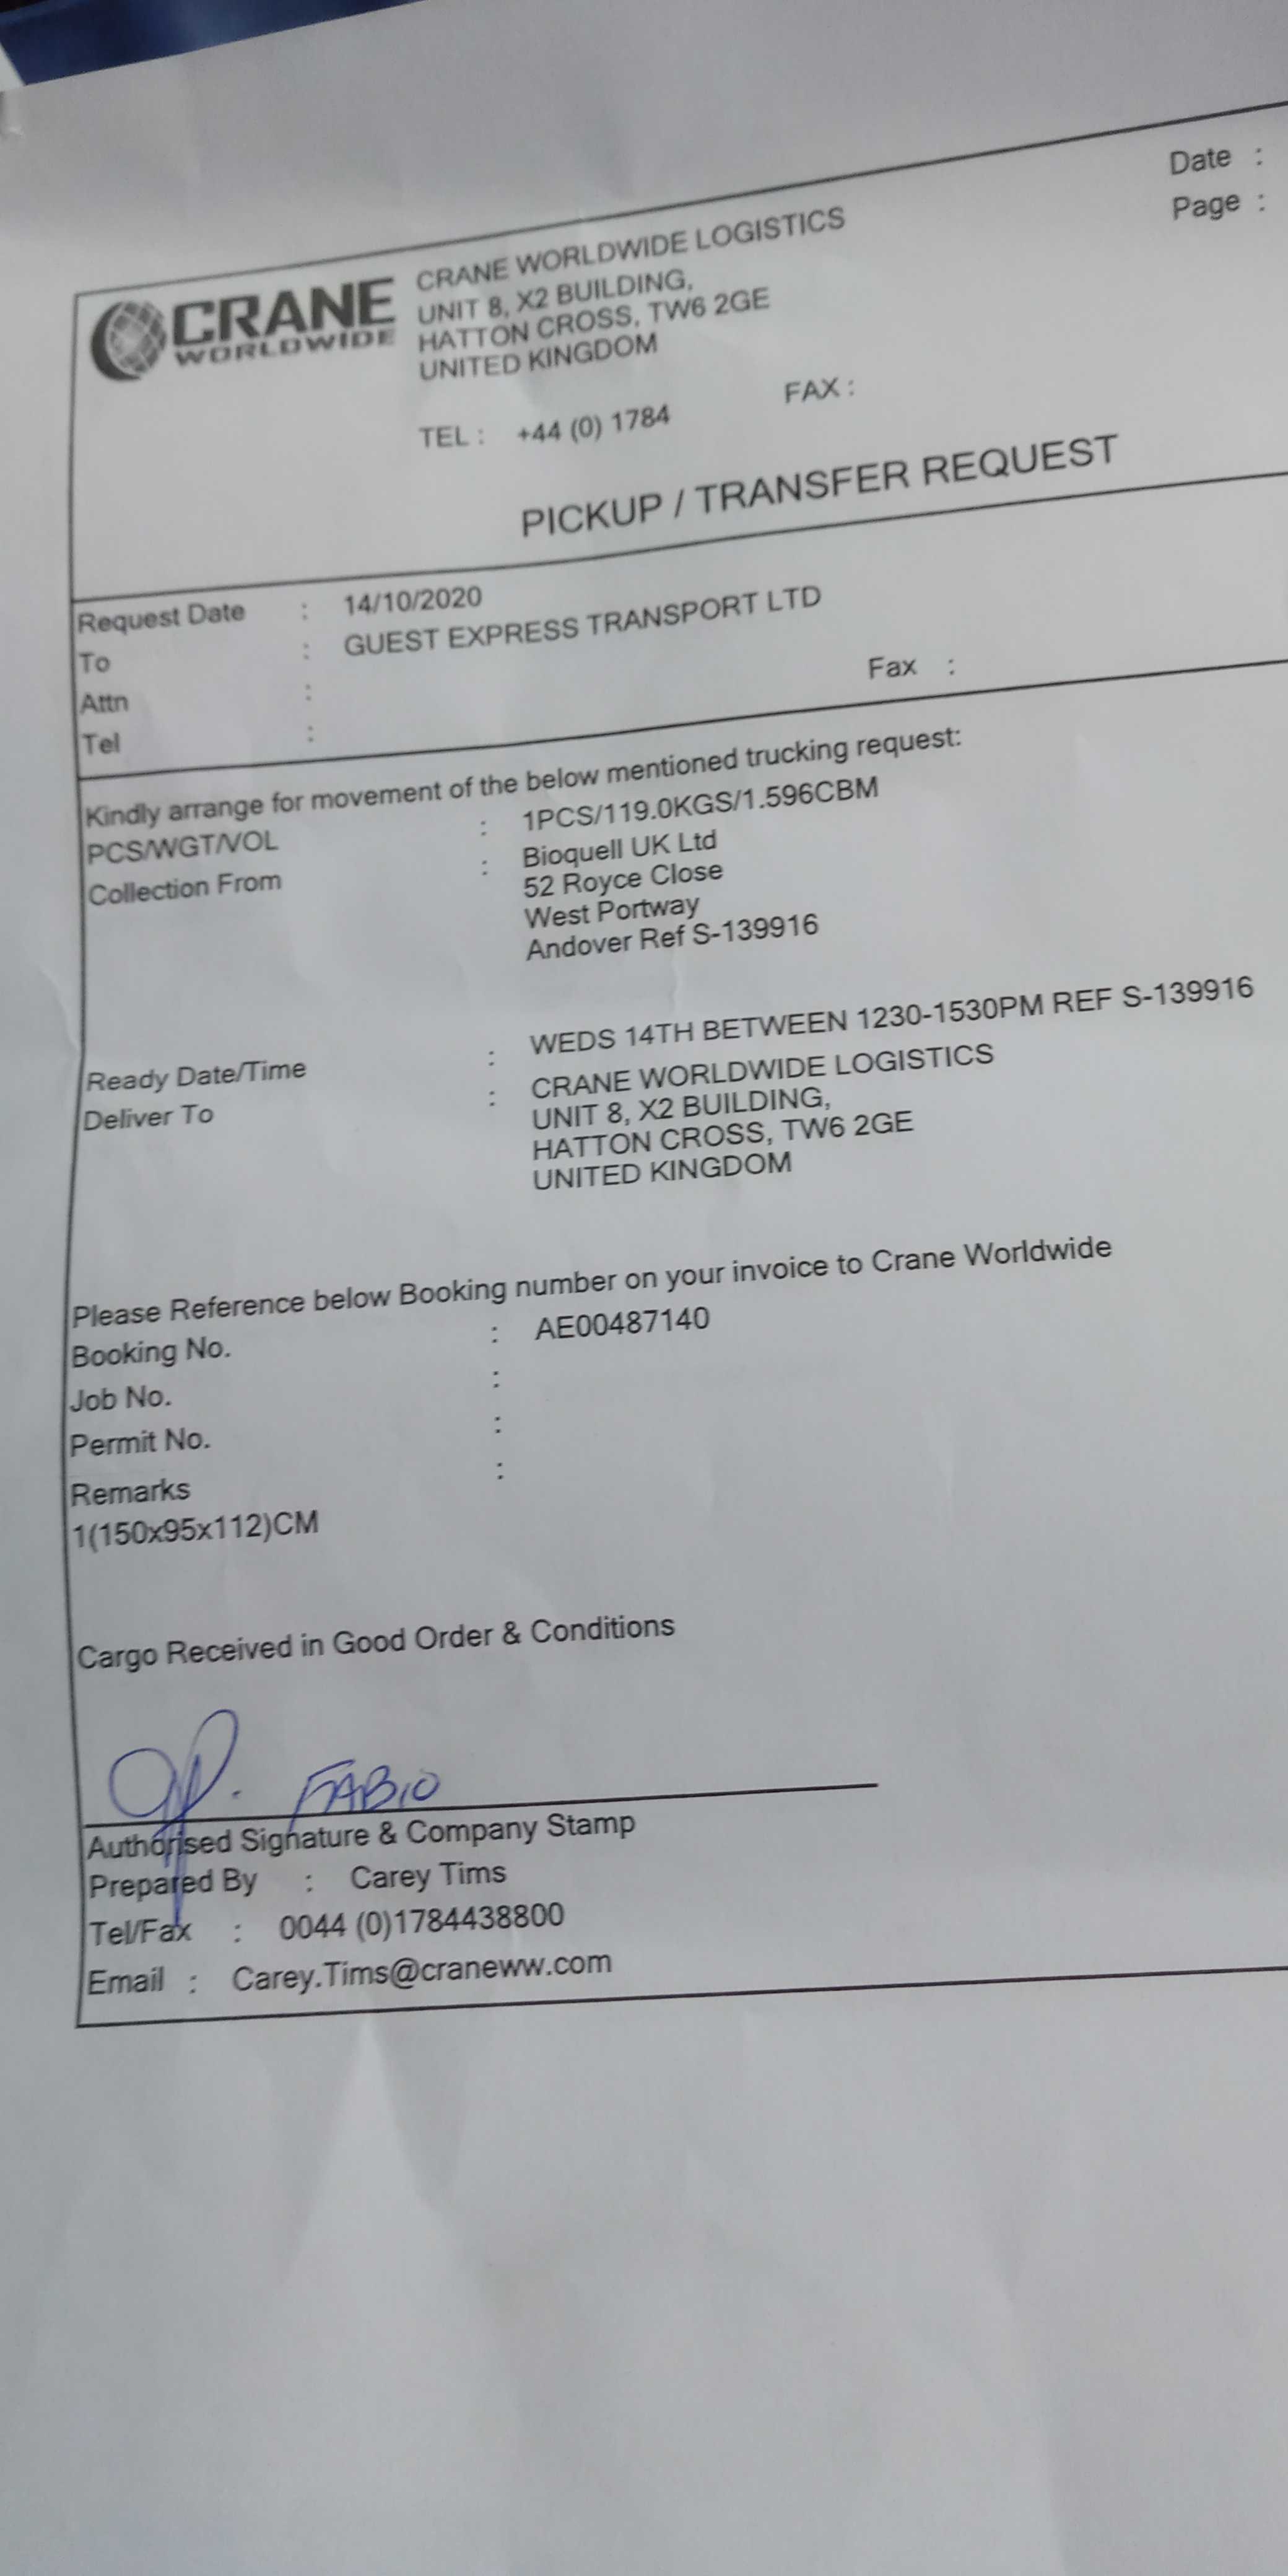 Date :
Page :
CRANE
WORLDWIDE
CRANE WORLDWIDE LOGISTICS
UNIT 8, X2 BUILDING,
HATTON CROSS, TW6 2GE
UNITED KINGDOM
TEL : +44 (0) 1784 FAX :
PICKUP / TRANSFER REQUEST
Request Date : 14/10/2020
To : GUEST EXPRESS TRANSPORT LTD
Attn : Fax :
Tel :
Kindly arrange for movement of the below mentioned trucking request:
PCS/WGT/VOL : 1PCS/119.0KGS/1.596CBM
Collection From : Bioquell UK Ltd
52 Royce Close
West Portway
Andover Ref S-139916
Ready Date/Time : WEDS 14TH BETWEEN 1230-1530PM REF S-139916
Deliver To : CRANE WORLDWIDE LOGISTICS
UNIT 8, X2 BUILDING,
HATTON CROSS, TW6 2GE
UNITED KINGDOM
Please Reference below Booking number on your invoice to Crane Worldwide
Booking No. : AE00487140
Job No. :
Permit No. :
Remarks :
1(150x95x112)CM
Cargo Received in Good Order & Conditions
FABIO
Authorised Signature & Company Stamp
Prepared By : Carey Tims
Tel/Fax : 0044 (0)1784438800
Email : Carey.Tims@craneww.com